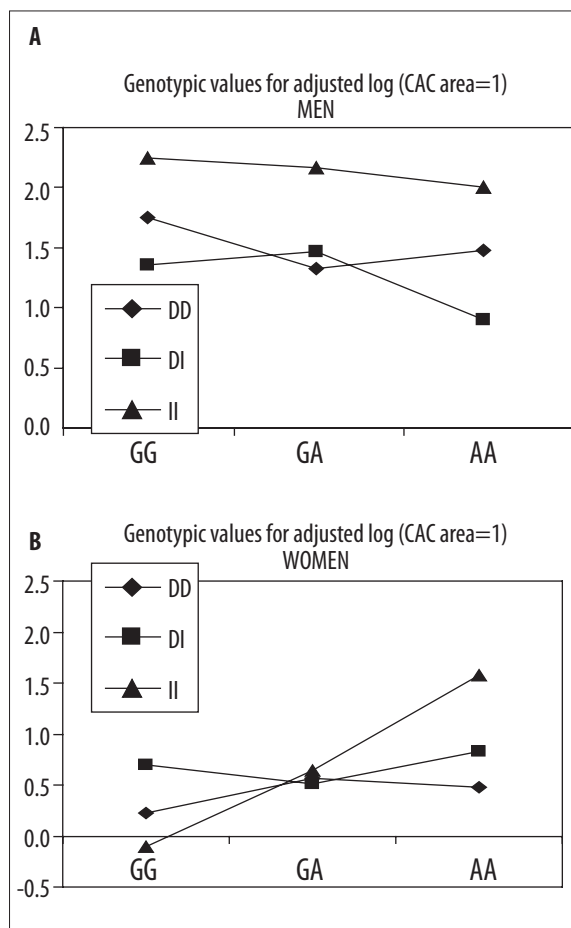 A
Genotypic values for adjusted log (CAC area=1)
MEN
2.5
2.0
1.5
1.0
0.5
0.0
DD
DI
II
GG GA AA
B
Genotypic values for adjusted log (CAC area=1)
WOMEN
2.5
2.0
1.5
1.0
0.5
0.0
-0.5
DD
DI
II
GG GA AA